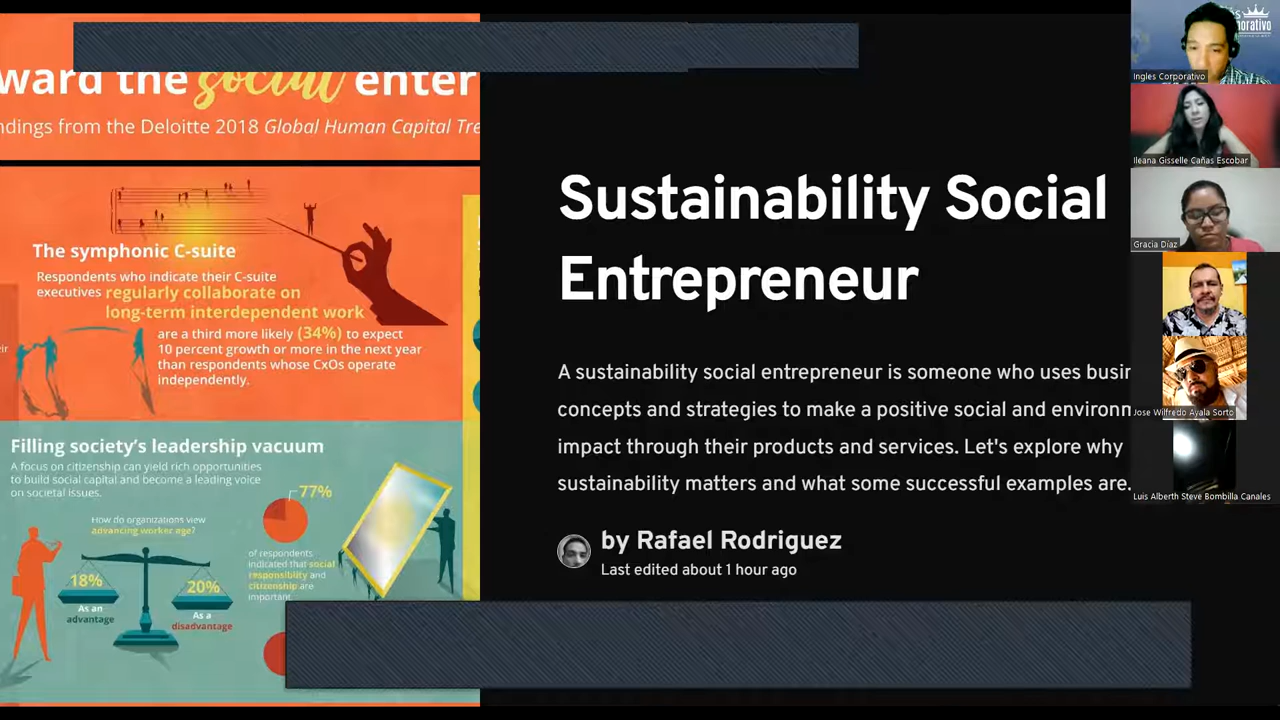 ward the social enter
ndings from the Deloitte 2018 Global Human Capital Tre
The symphonic C-suite
Respondents who indicate their C-suite
executives regularly collaborate on
long-term interdependent work
are a third more likely (34%) to expect
10 percent growth or more in the next year
than respondents whose CxOs operate
independently.
eir
Filling society's leadership vacuum
A focus on citizenship can yield rich opportunities
to build social capital and become a leading voice
on societal issues.
77%
How do organizations view
advancing worker age?
of respondents
indicated that social
responsibility and
citizenship are
important.
18%
As an
advantage
20%
As a
disadvantage
Sustainability Social
Entrepreneur
A sustainability social entrepreneur is someone who uses busin
concepts and strategies to make a positive social and environm
impact through their products and services. Let's explore why
sustainability matters and what some successful examples are.
by Rafael Rodriguez
Last edited about 1 hour ago
Ingles Corporativo
Ileana Gisselle Cañas Escobar
Gracia Díaz
Jose Wilfredo Ayala Sorto
Luis Alberth Steve Bombilla Canales